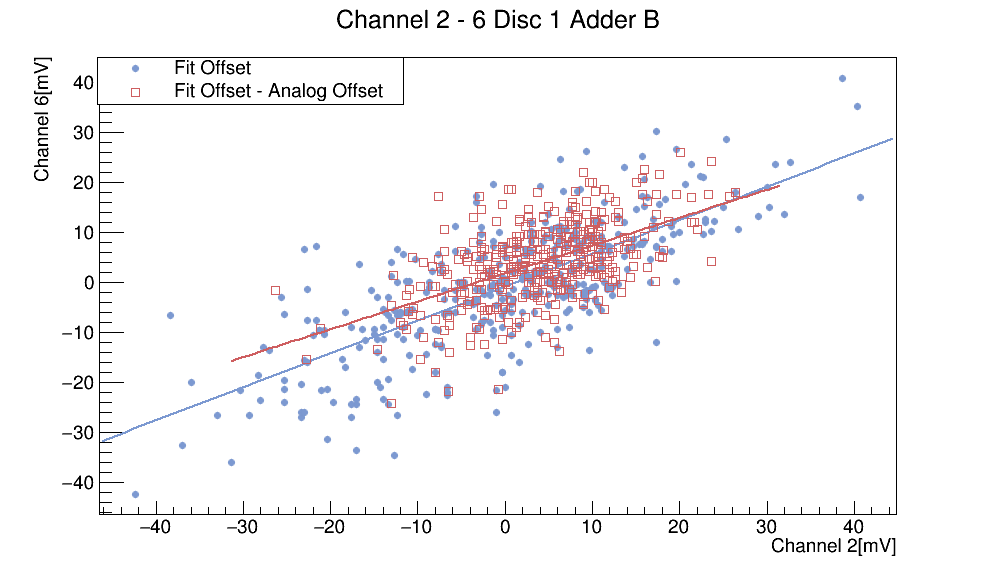 Channel 2 - 6 Disc 1 Adder B
Channel 6[mV]
Fit Offset
Fit Offset - Analog Offset
40
30
20
10
0
−10
−20
−30
−40
−40 −30 −20 −10 0 10 20 30 40
Channel 2[mV]